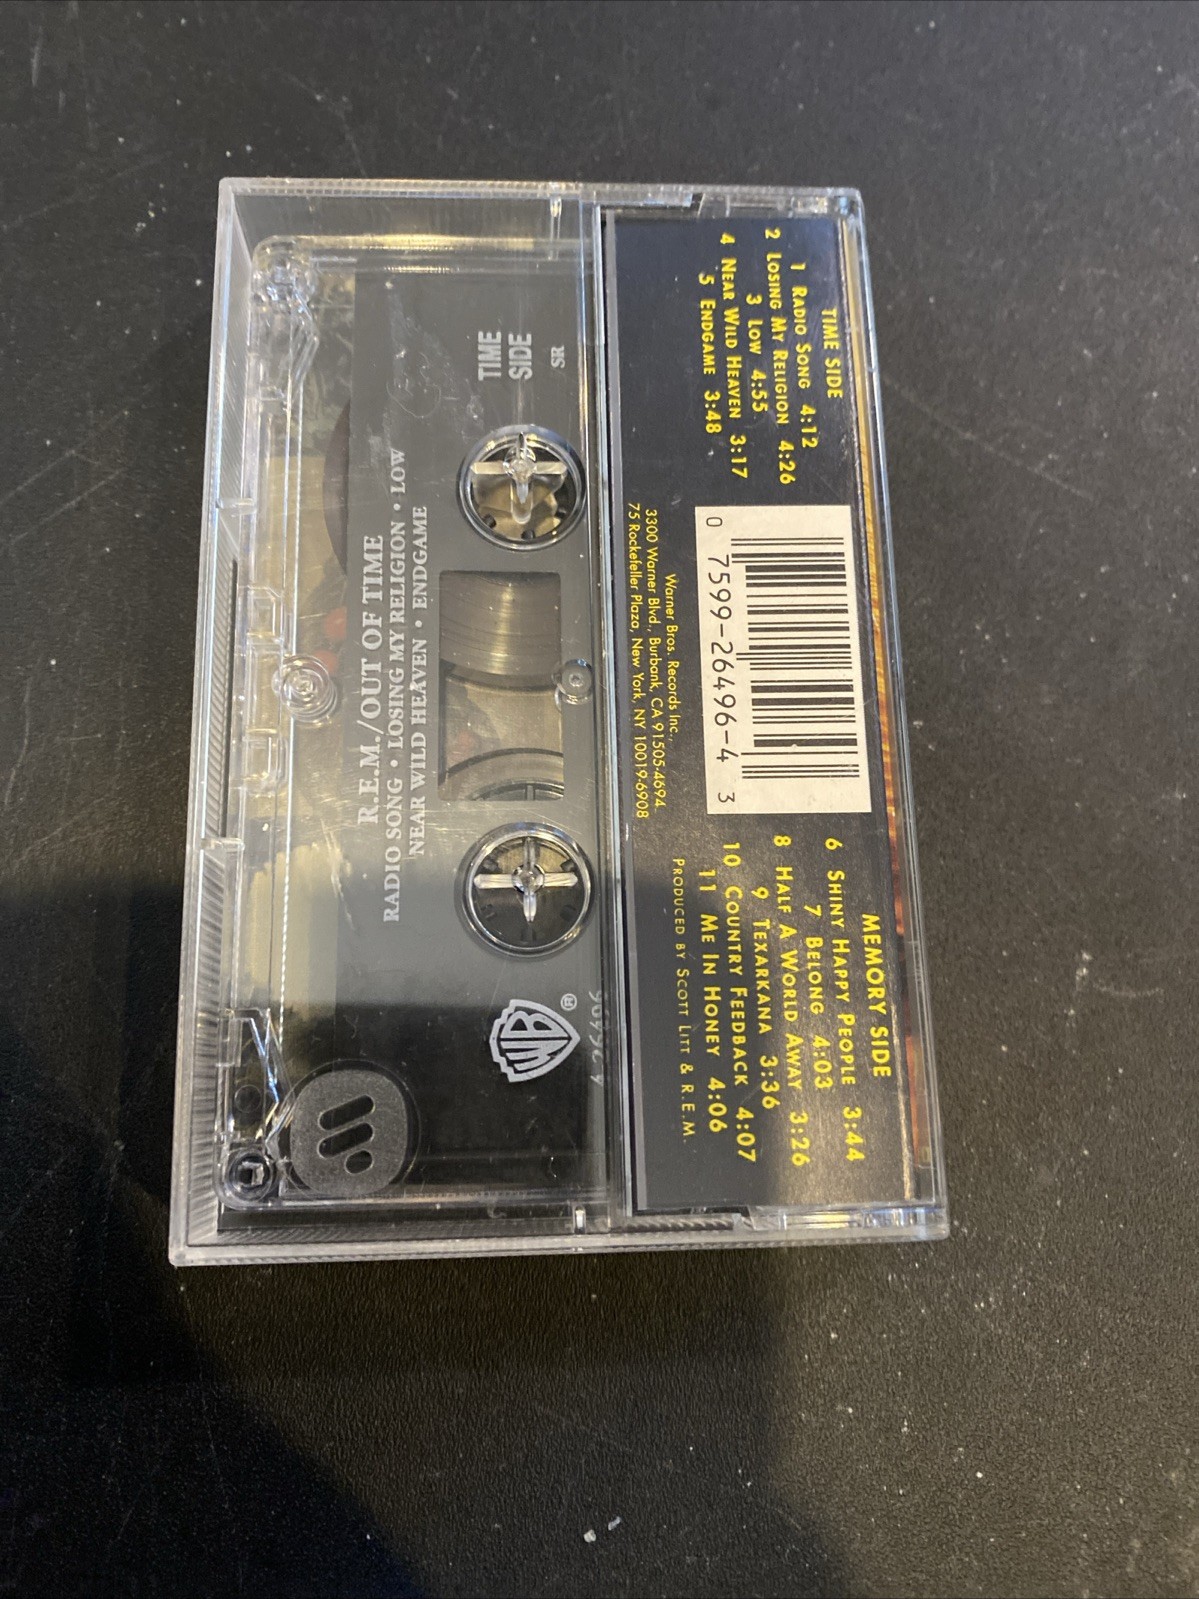 TIME SIDE
1 RADIO SONG 4:12
2 LOSING MY RELIGION 4:26
3 LOW 4:55
4 NEAR WILD HEAVEN 3:17
5 ENDGAME 3:48
0 7599-26496-4 3
Warner Bros. Records Inc.,
3300 Warner Blvd., Burbank, CA 91505-4694
75 Rockefeller Plaza, New York, NY 10019-6908
MEMORY SIDE
6 SHINY HAPPY PEOPLE 3:44
7 BELONG 4:03
8 HALF A WORLD AWAY 3:26
9 TEXARKANA 3:36
10 COUNTRY FEEDBACK 4:07
11 ME IN HONEY 4:06
PRODUCED BY SCOTT LITT & R.E.M.
TIME
SIDE
SR
R.E.M./OUT OF TIME
RADIO SONG • LOSING MY RELIGION • LOW
NEAR WILD HEAVEN • ENDGAME
WB®
4 26496